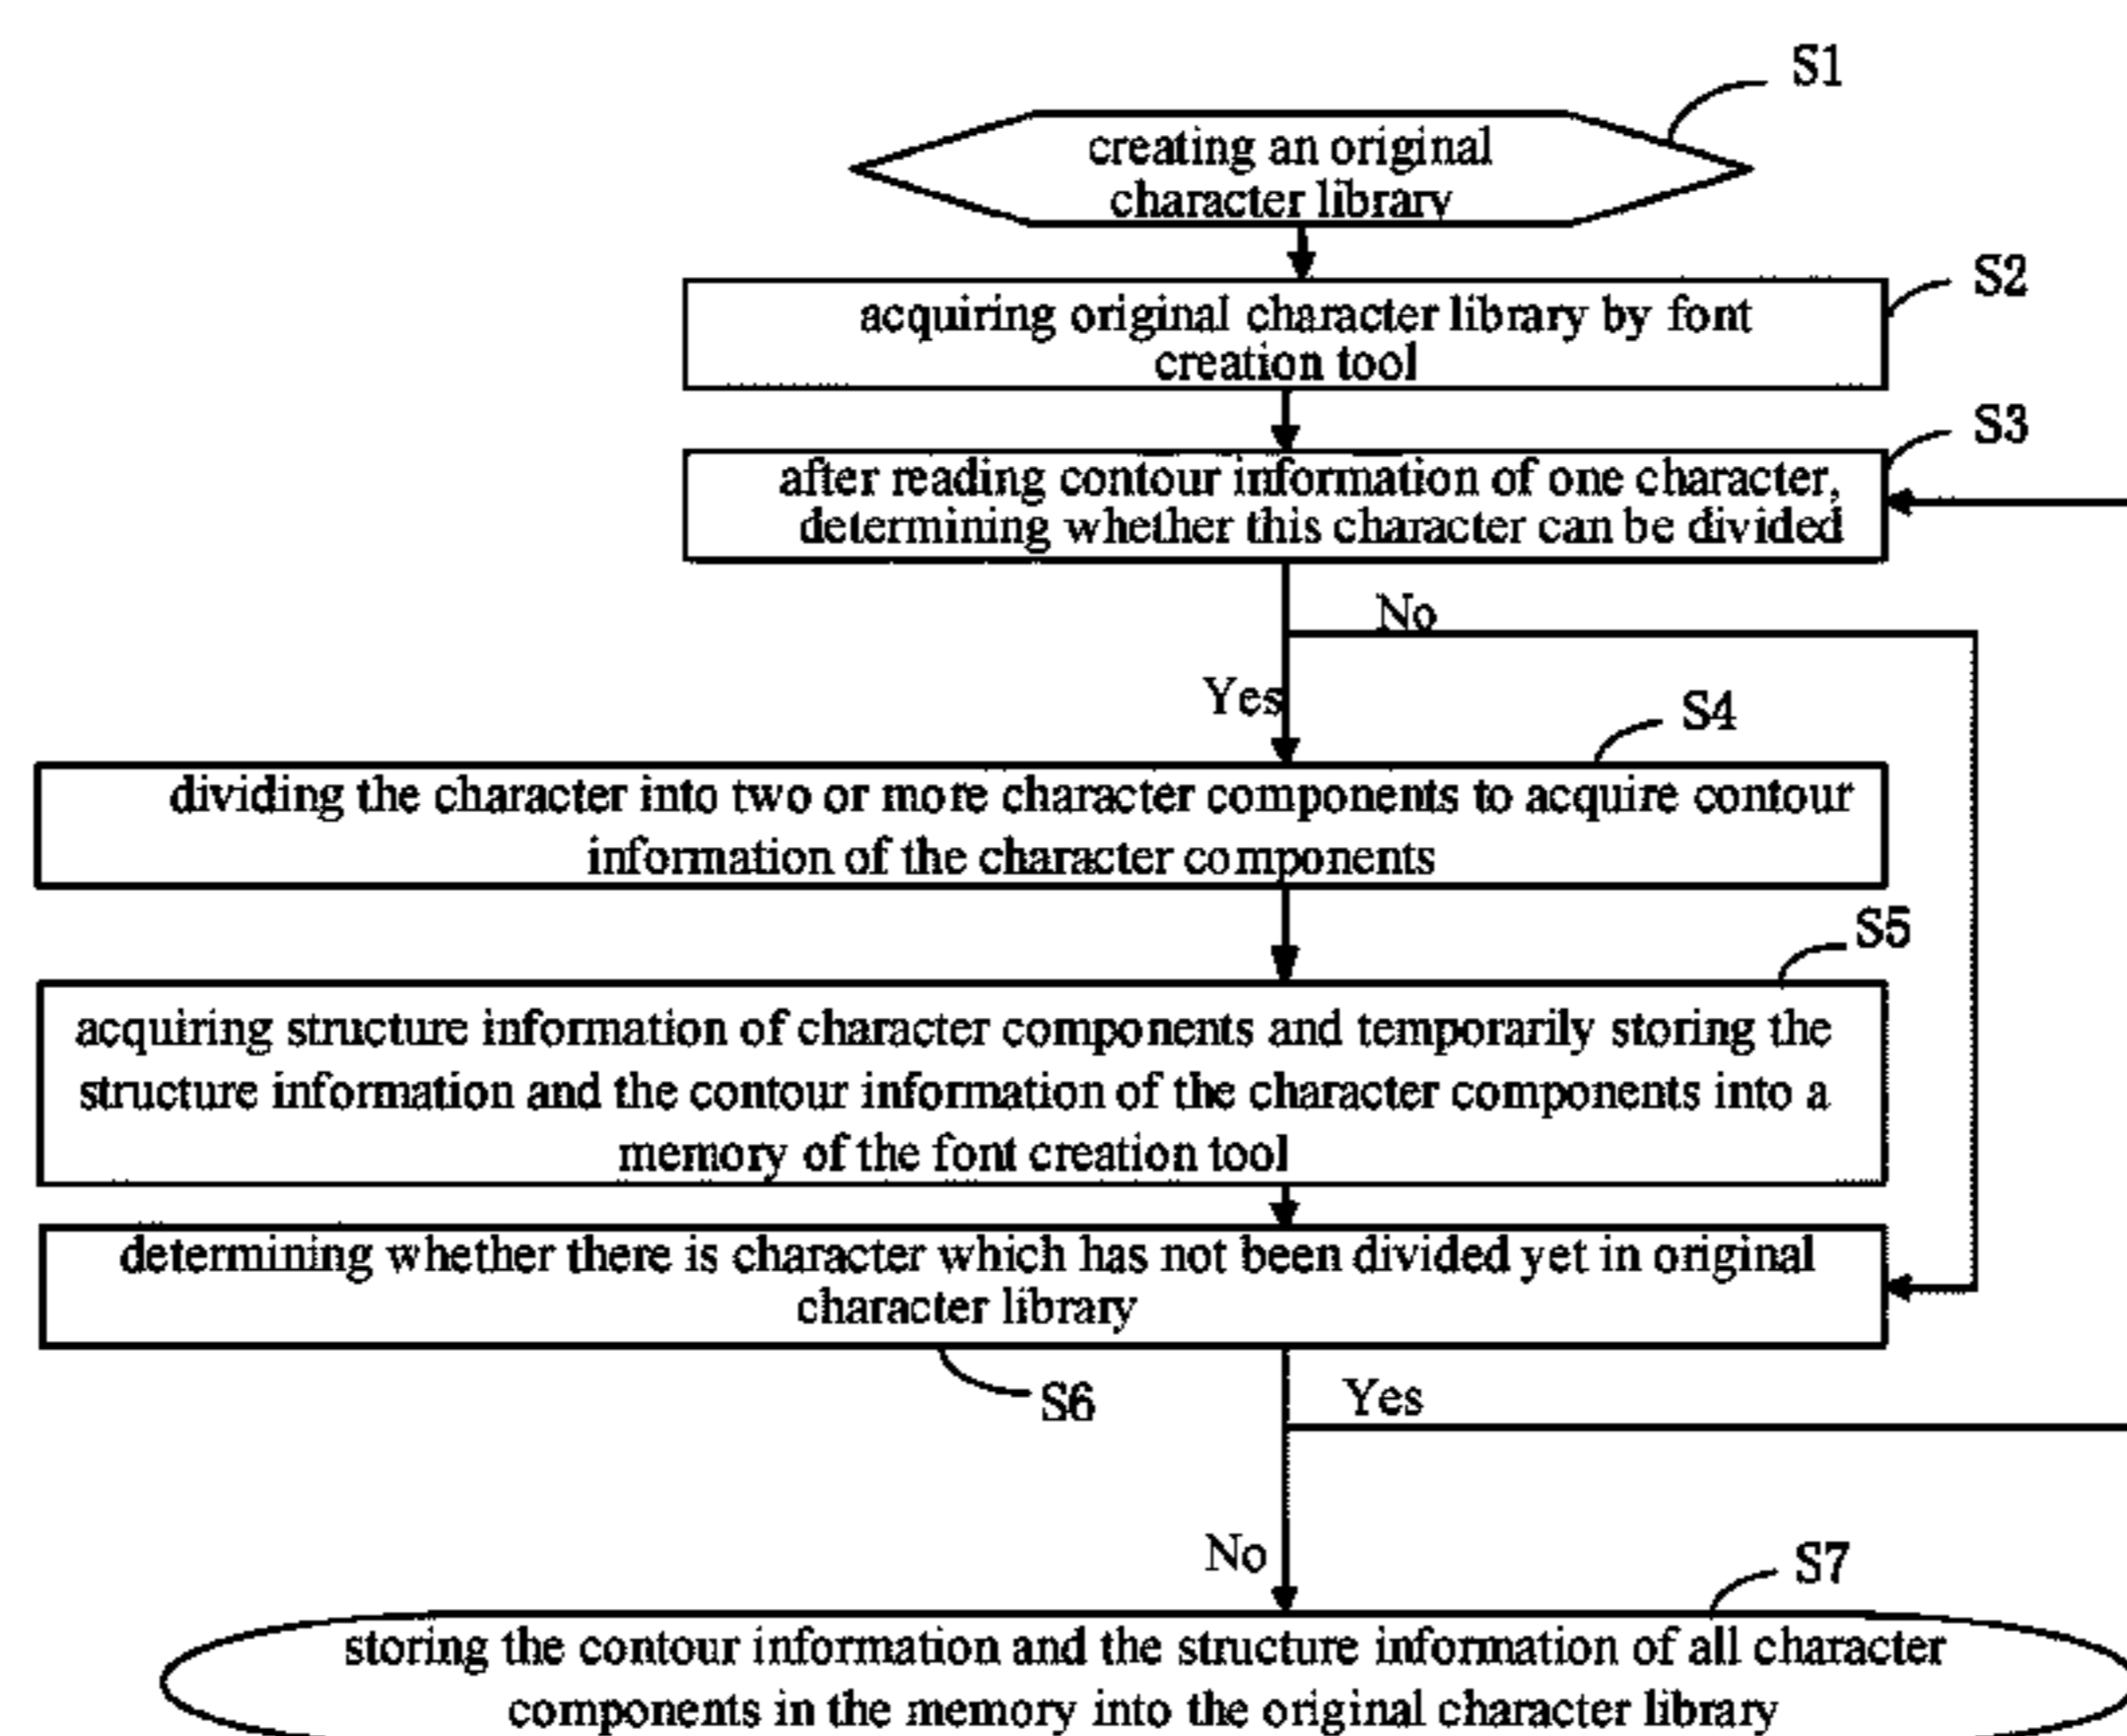 S1
creating an original
character library
S2
acquiring original character library by font
creation tool
S3
after reading contour information of one character,
determining whether this character can be divided
No
Yes
S4
dividing the character into two or more character components to acquire contour
information of the character components
S5
acquiring structure information of character components and temporarily storing the
structure information and the contour information of the character components into a
memory of the font creation tool
determining whether there is character which has not been divided yet in original
character library
S6
Yes
No
S7
storing the contour information and the structure information of all character
components in the memory into the original character library